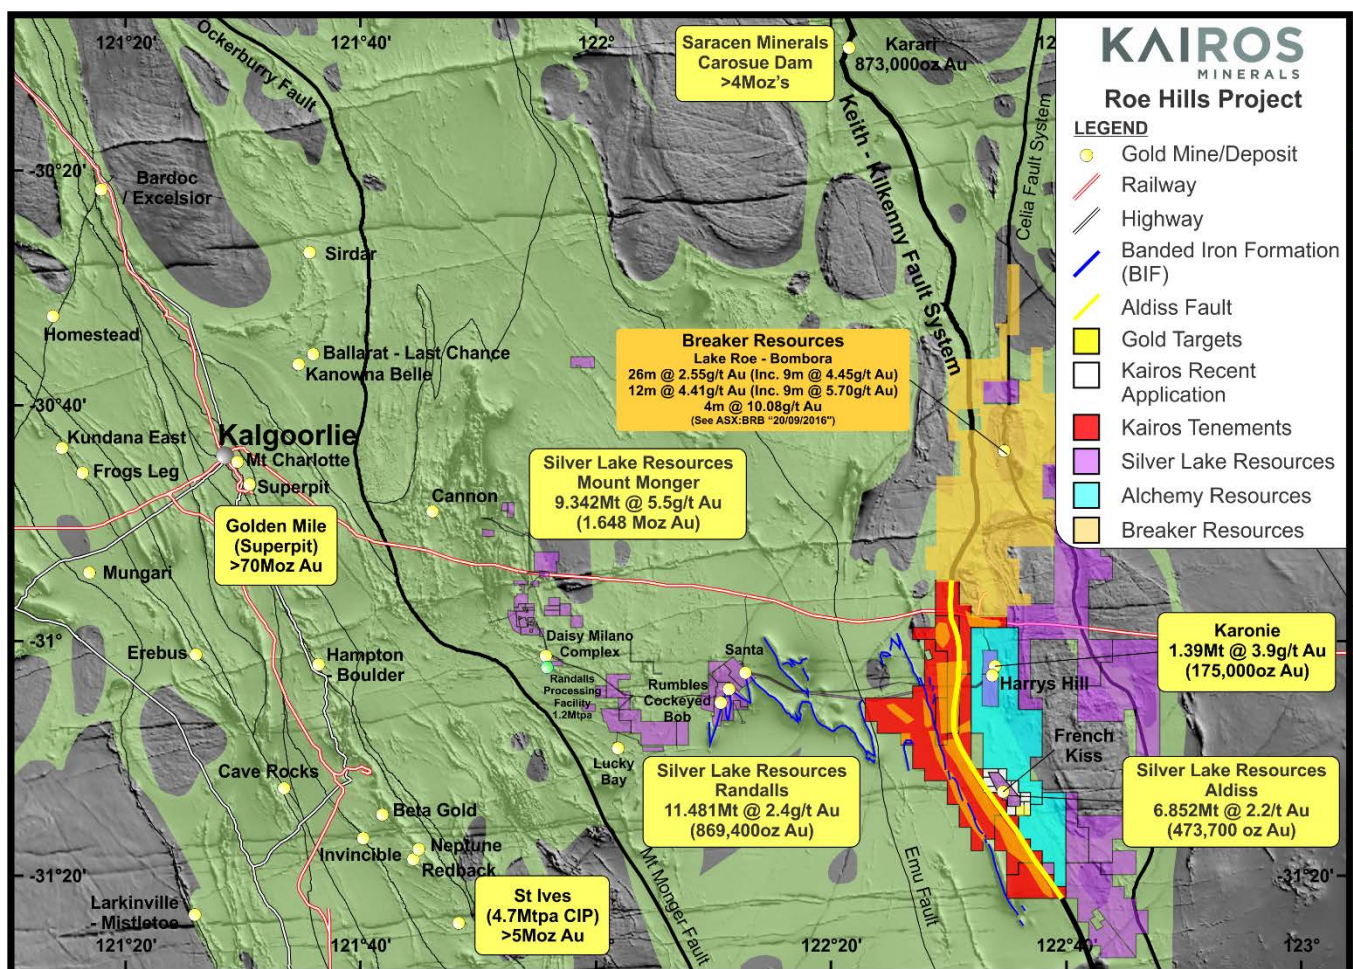 121°20'
121°40'
122°
12
Ockerburry Fault
Saracen Minerals
Carosue Dam
>4Moz's
Karari
873,000oz Au
Keith - Kilkenny Fault System
Celia Fault System
KAIROS
MINERALS
Roe Hills Project
LEGEND
Gold Mine/Deposit
Railway
Highway
Banded Iron Formation
(BIF)
Aldiss Fault
Gold Targets
Kairos Recent
Application
Kairos Tenements
Silver Lake Resources
Alchemy Resources
Breaker Resources
-30°20'
Bardoc
/ Excelsior
Sirdar
Homestead
Ballarat - Last Chance
Kanowna Belle
Breaker Resources
Lake Roe - Bombora
26m @ 2.55g/t Au (Inc. 9m @ 4.45g/t Au)
12m @ 4.41g/t Au (Inc. 9m @ 5.70g/t Au)
4m @ 10.08g/t Au
(See ASX:BRB "20/09/2016")
-30°40'
Kundana East
Kalgoorlie
Frogs Leg
Mt Charlotte
Superpit
Cannon
Silver Lake Resources
Mount Monger
9.342Mt @ 5.5g/t Au
(1.648 Moz Au)
Golden Mile
(Superpit)
>70Moz Au
Mungari
-31°
Erebus
Hampton
- Boulder
Daisy Milano
Complex
Randalls
Processing
Facility
1.2Mtpa
Santa
Rumbles
Cockeyed
Bob
Lucky
Bay
Karonie
1.39Mt @ 3.9g/t Au
(175,000oz Au)
Harrys Hill
French
Kiss
Cave Rocks
Beta Gold
Invincible
Neptune
Redback
Silver Lake Resources
Randalls
11.481Mt @ 2.4g/t Au
(869,400oz Au)
Silver Lake Resources
Aldiss
6.852Mt @ 2.2/t Au
(473,700 oz Au)
-31°20'
-31°20'
Larkinville
- Mistletoe
St Ives
(4.7Mtpa CIP)
>5Moz Au
Mt Monger Fault
Emu Fault
121°20'
121°40'
122°20'
122°40'
123°